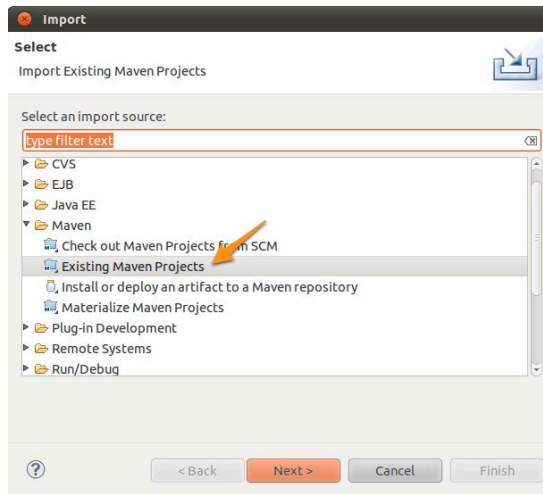 Import
Select
Import Existing Maven Projects
Select an import source:
type filter text
CVS
EJB
Java EE
Maven
Check out Maven Projects from SCM
Existing Maven Projects
Install or deploy an artifact to a Maven repository
Materialize Maven Projects
Plug-in Development
Remote Systems
Run/Debug
< Back Next > Cancel Finish